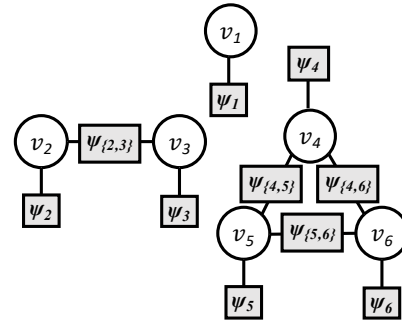 v₁
ψ₄
ψ₁
v₂ ψ{2,3} v₃
v₄
ψ{4,5} ψ{4,6}
ψ₂ ψ₃
v₅ ψ{5,6} v₆
ψ₅ ψ₆